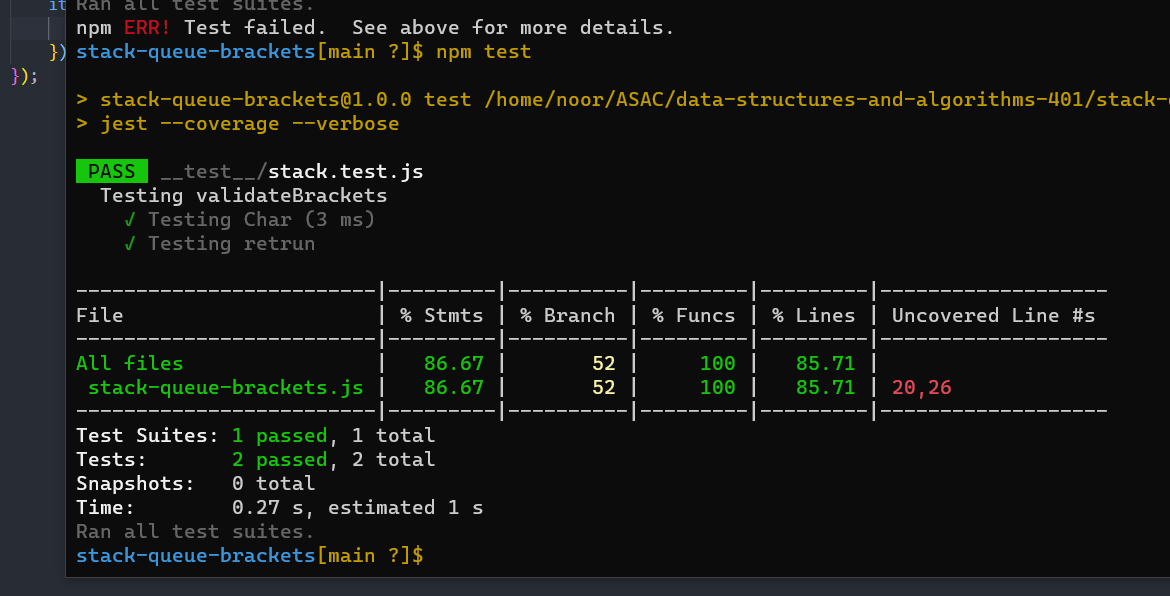 it Ran all test suites.
npm ERR! Test failed.  See above for more details.
}) stack-queue-brackets[main ?]$ npm test
});
> stack-queue-brackets@1.0.0 test /home/noor/ASAC/data-structures-and-algorithms-401/stack-
> jest --coverage --verbose
PASS __test__/stack.test.js
Testing validateBrackets
√ Testing Char (3 ms)
√ Testing retrun
-------------------------|---------|----------|---------|---------|-------------------
File                     | % Stmts | % Branch | % Funcs | % Lines | Uncovered Line #s
-------------------------|---------|----------|---------|---------|-------------------
All files                |   86.67 |       52 |     100 |   85.71 |
 stack-queue-brackets.js |   86.67 |       52 |     100 |   85.71 | 20,26
-------------------------|---------|----------|---------|---------|-------------------
Test Suites: 1 passed, 1 total
Tests:       2 passed, 2 total
Snapshots:   0 total
Time:        0.27 s, estimated 1 s
Ran all test suites.
stack-queue-brackets[main ?]$